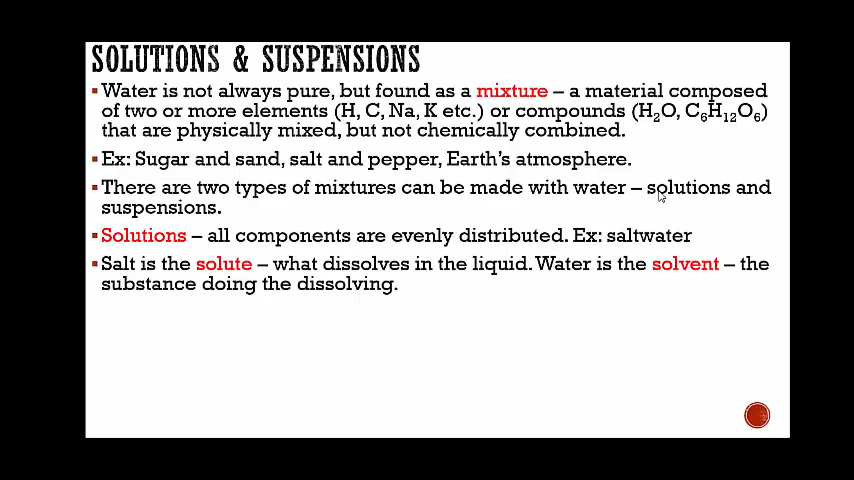 SOLUTIONS & SUSPENSIONS
▪Water is not always pure, but found as a mixture – a material composed
of two or more elements (H, C, Na, K etc.) or compounds (H₂O, C₆H₁₂O₆)
that are physically mixed, but not chemically combined.
▪Ex: Sugar and sand, salt and pepper, Earth's atmosphere.
▪There are two types of mixtures can be made with water – solutions and
suspensions.
▪Solutions – all components are evenly distributed. Ex: saltwater
▪Salt is the solute – what dissolves in the liquid. Water is the solvent – the
substance doing the dissolving.